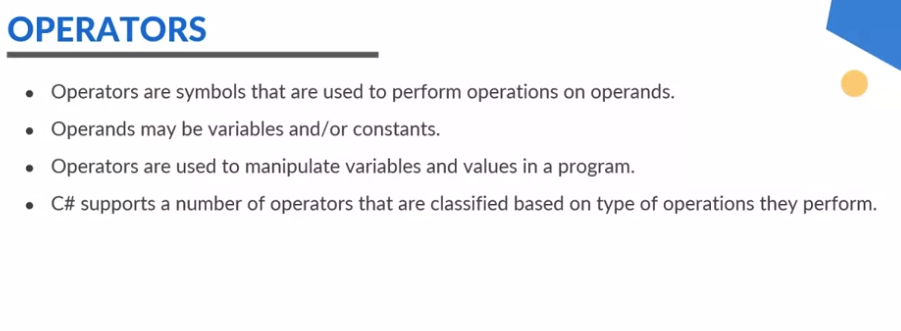 OPERATORS
• Operators are symbols that are used to perform operations on operands.
• Operands may be variables and/or constants.
• Operators are used to manipulate variables and values in a program.
• C# supports a number of operators that are classified based on type of operations they perform.